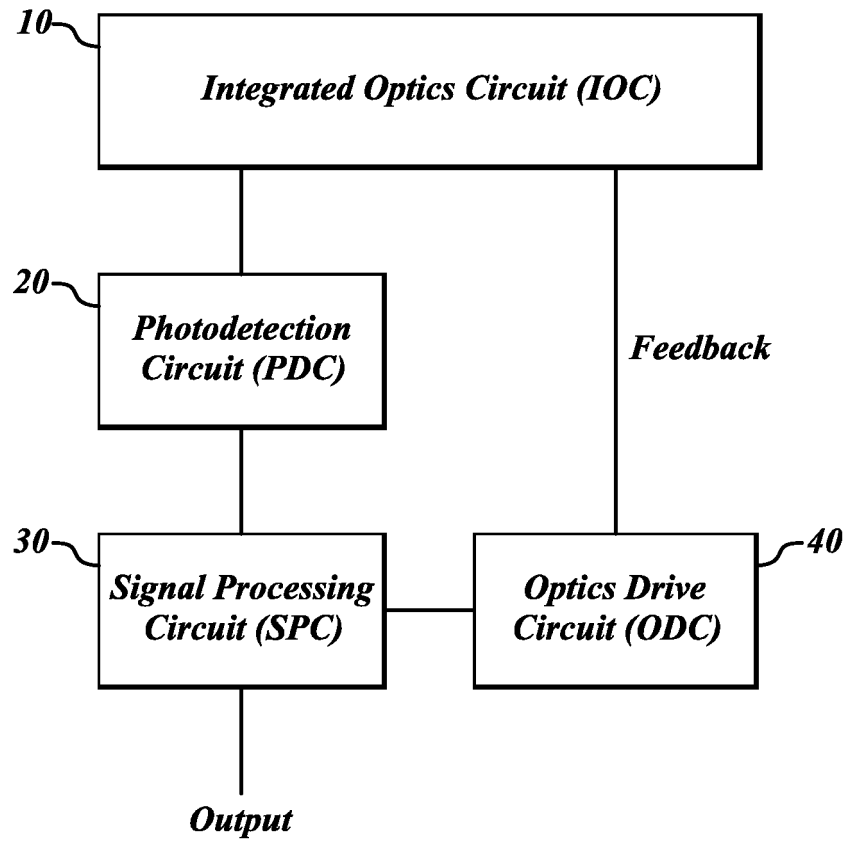 10
Integrated Optics Circuit (IOC)
20
Photodetection
Circuit (PDC)
Feedback
30
Signal Processing
Circuit (SPC)
40
Optics Drive
Circuit (ODC)
Output